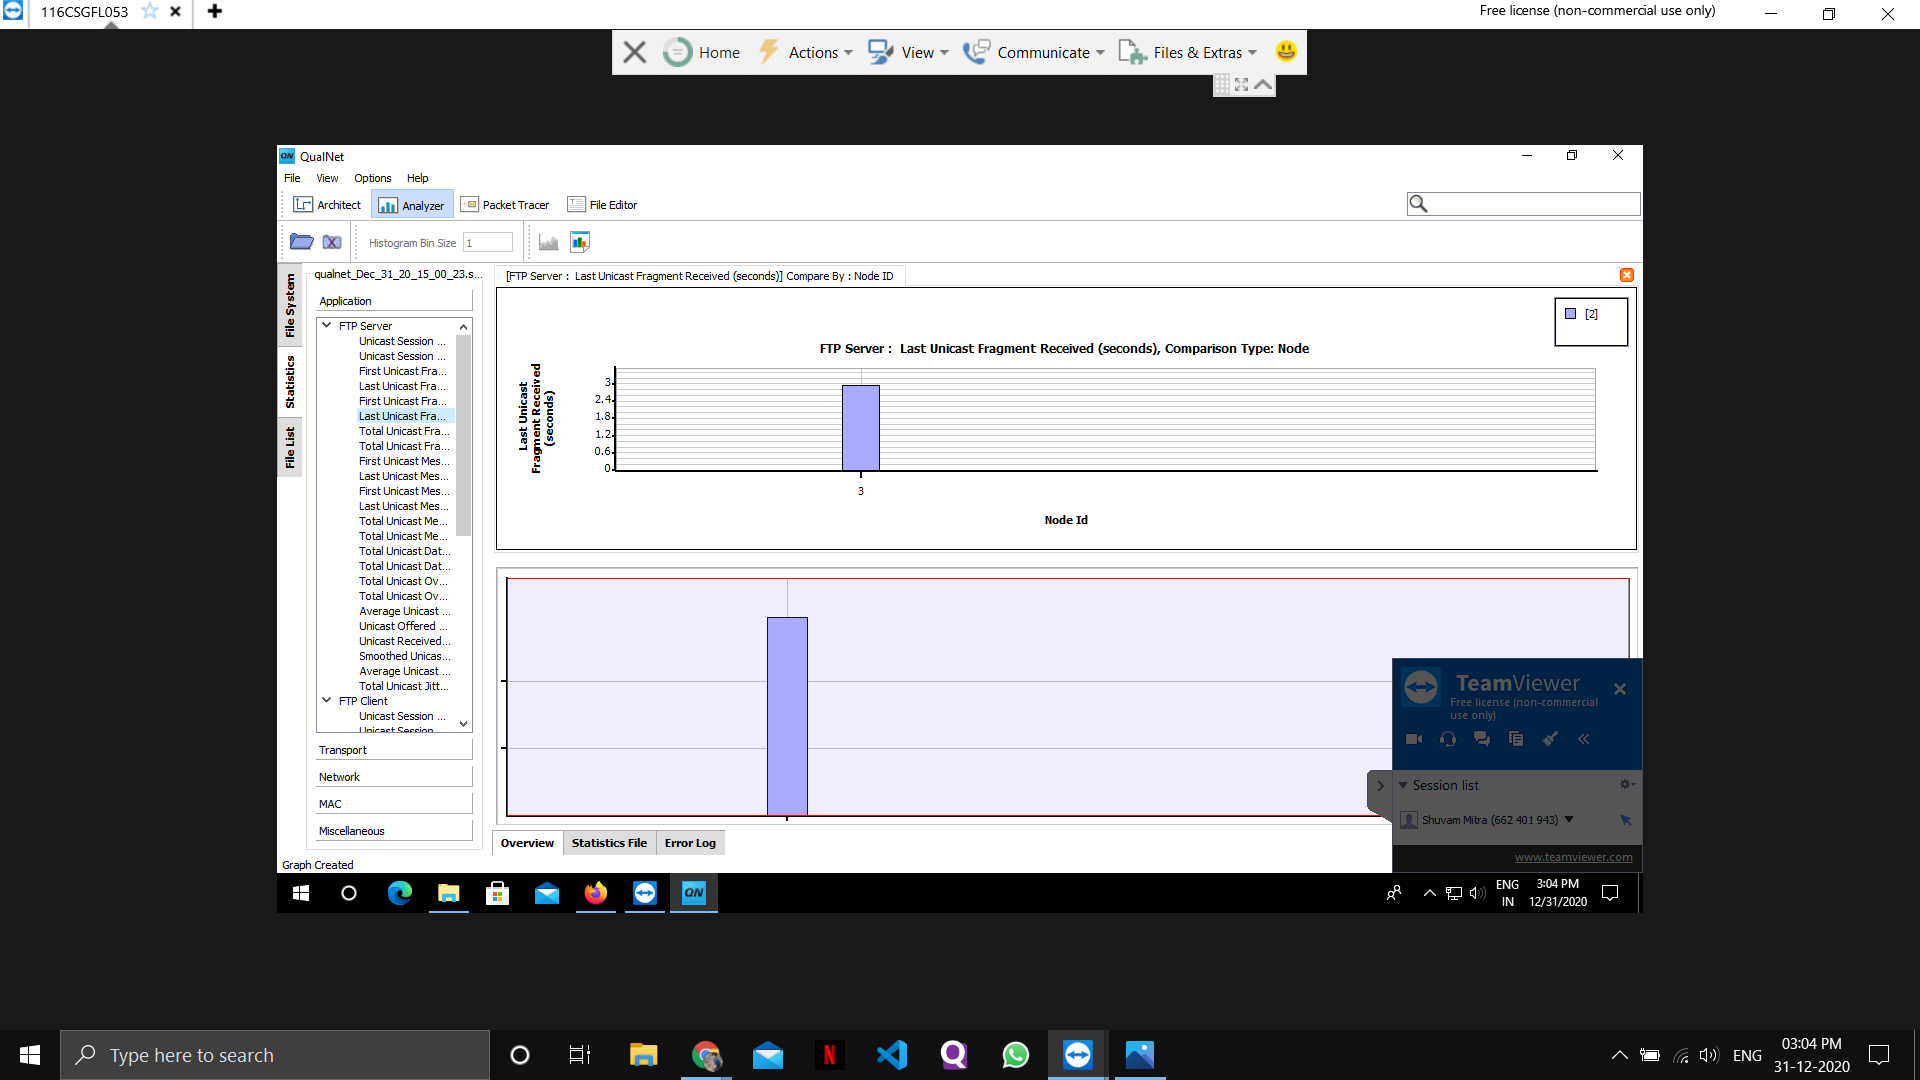 116CSGFL053
Free license (non-commercial use only)
Home
Actions
View
Communicate
Files & Extras
QN QualNet
File View Options Help
Architect
Analyzer
Packet Tracer
File Editor
Histogram Bin Size 1
File System
Statistics
File List
qualnet_Dec_31_20_15_00_23.s...
Application
FTP Server
Unicast Session ...
Unicast Session ...
First Unicast Fra...
Last Unicast Fra...
First Unicast Fra...
Last Unicast Fra...
Total Unicast Fra...
Total Unicast Fra...
First Unicast Mes...
Last Unicast Mes...
First Unicast Mes...
Last Unicast Mes...
Total Unicast Me...
Total Unicast Me...
Total Unicast Dat...
Total Unicast Dat...
Total Unicast Ov...
Total Unicast Ov...
Average Unicast ...
Unicast Offered ...
Unicast Received...
Smoothed Unicas...
Average Unicast ...
Total Unicast Jitt...
FTP Client
Unicast Session ...
Unicast Session
Transport
Network
MAC
Miscellaneous
Graph Created
[FTP Server : Last Unicast Fragment Received (seconds)] Compare By : Node ID
[2]
FTP Server : Last Unicast Fragment Received (seconds), Comparison Type: Node
Last Unicast
Fragment Received
(seconds)
3
2.4
1.8
1.2
0.6
0
3
Node Id
Overview
Statistics File
Error Log
TeamViewer
Free license (non-commercial
use only)
Session list
Shuvam Mitra (662 401 943)
www.teamviewer.com
QN
ENG
IN
3:04 PM
12/31/2020
Type here to search
N
ENG
03:04 PM
31-12-2020